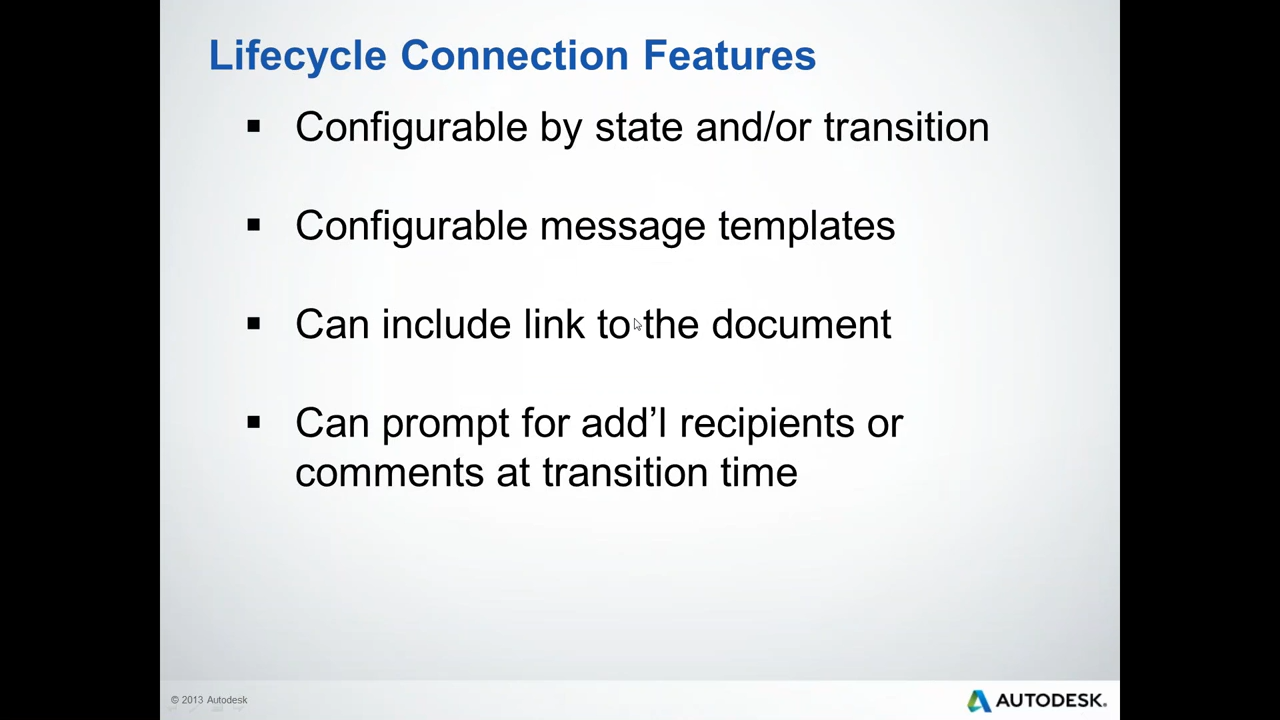 Lifecycle Connection Features
▪ Configurable by state and/or transition
▪ Configurable message templates
▪ Can include link to the document
▪ Can prompt for add’l recipients or
comments at transition time
© 2013 Autodesk
AUTODESK.